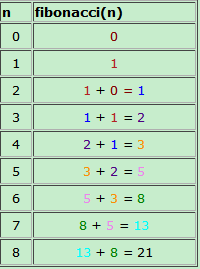 n fibonacci(n)
0 0
1 1
2 1 + 0 = 1
3 1 + 1 = 2
4 2 + 1 = 3
5 3 + 2 = 5
6 5 + 3 = 8
7 8 + 5 = 13
8 13 + 8 = 21